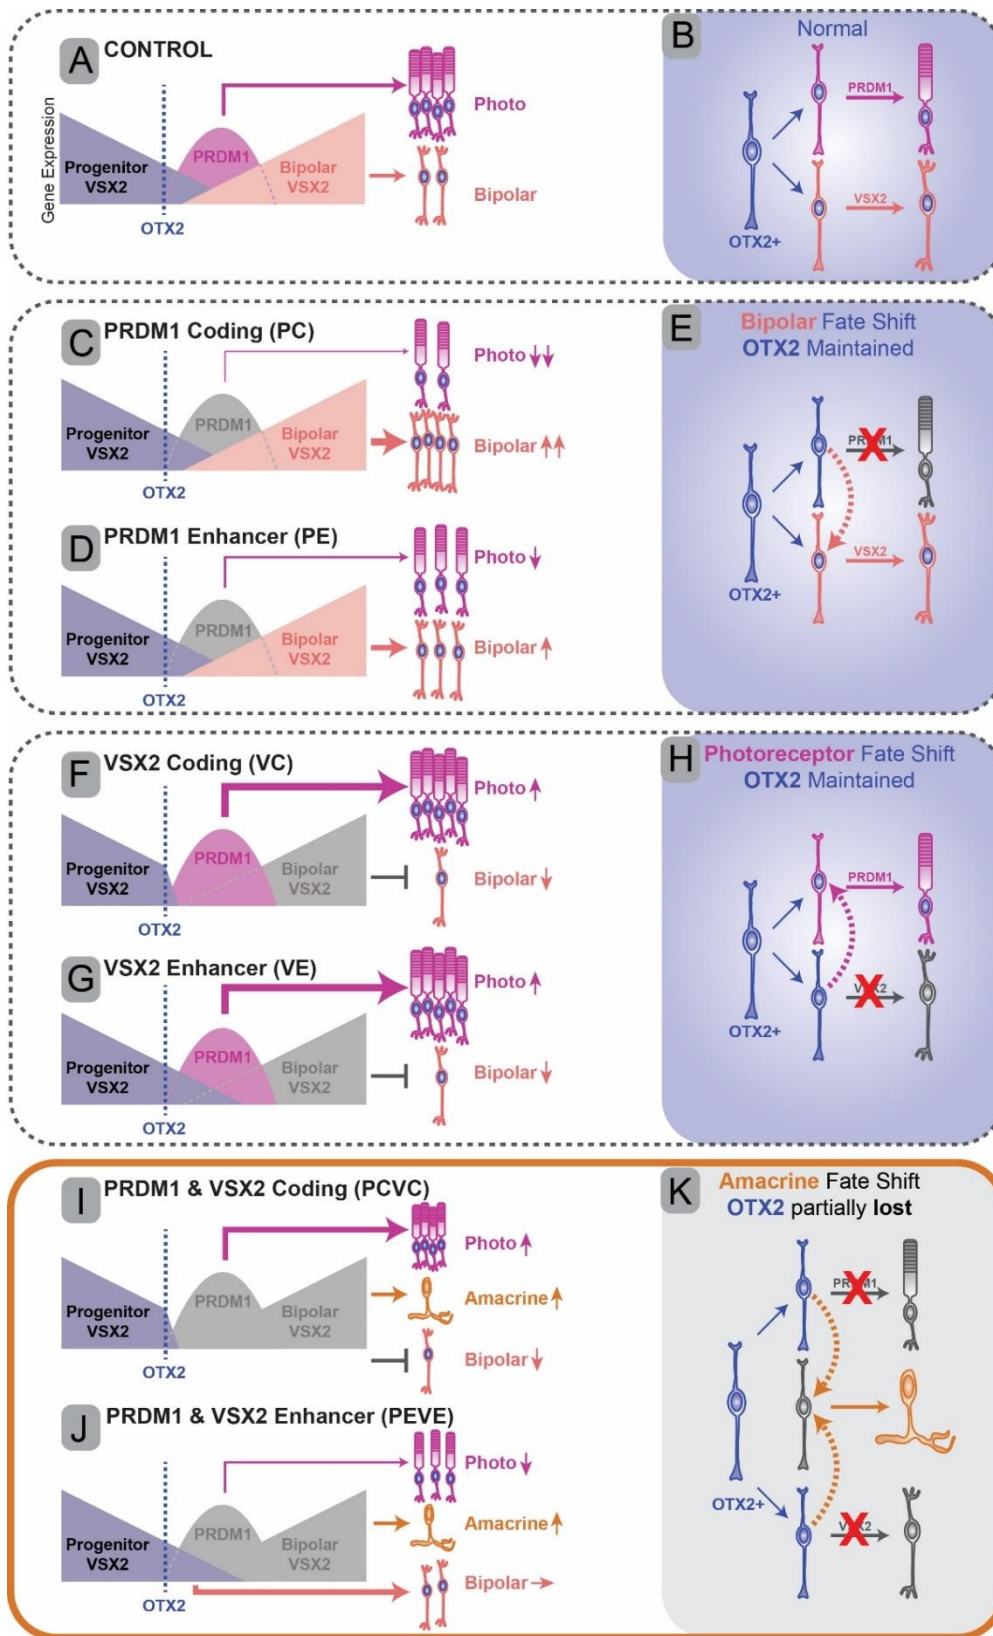 A CONTROL
Gene Expression
Progenitor
VSX2
PRDM1
Bipolar
VSX2
OTX2
Photo
Bipolar
B
Normal
PRDM1
VSX2
OTX2+
C PRDM1 Coding (PC)
Progenitor
VSX2
PRDM1
Bipolar
VSX2
OTX2
Photo ↓↓
Bipolar ↑↑
D PRDM1 Enhancer (PE)
Progenitor
VSX2
PRDM1
Bipolar
VSX2
OTX2
Photo ↓
Bipolar ↑
E
Bipolar Fate Shift
OTX2 Maintained
PRDM1
VSX2
OTX2+
F VSX2 Coding (VC)
Progenitor
VSX2
PRDM1
Bipolar
VSX2
OTX2
Photo ↑
Bipolar ↓
G VSX2 Enhancer (VE)
Progenitor
VSX2
PRDM1
Bipolar
VSX2
OTX2
Photo ↑
Bipolar ↓
H
Photoreceptor Fate Shift
OTX2 Maintained
PRDM1
VSX2
OTX2+
I PRDM1 & VSX2 Coding (PCVC)
Progenitor
VSX2
PRDM1
Bipolar
VSX2
OTX2
Photo ↑
Amacrine ↑
Bipolar ↓
J PRDM1 & VSX2 Enhancer (PEVE)
Progenitor
VSX2
PRDM1
Bipolar
VSX2
OTX2
Photo ↓
Amacrine ↑
Bipolar →
K
Amacrine Fate Shift
OTX2 partially lost
PRDM1
OTX2+
VSX2